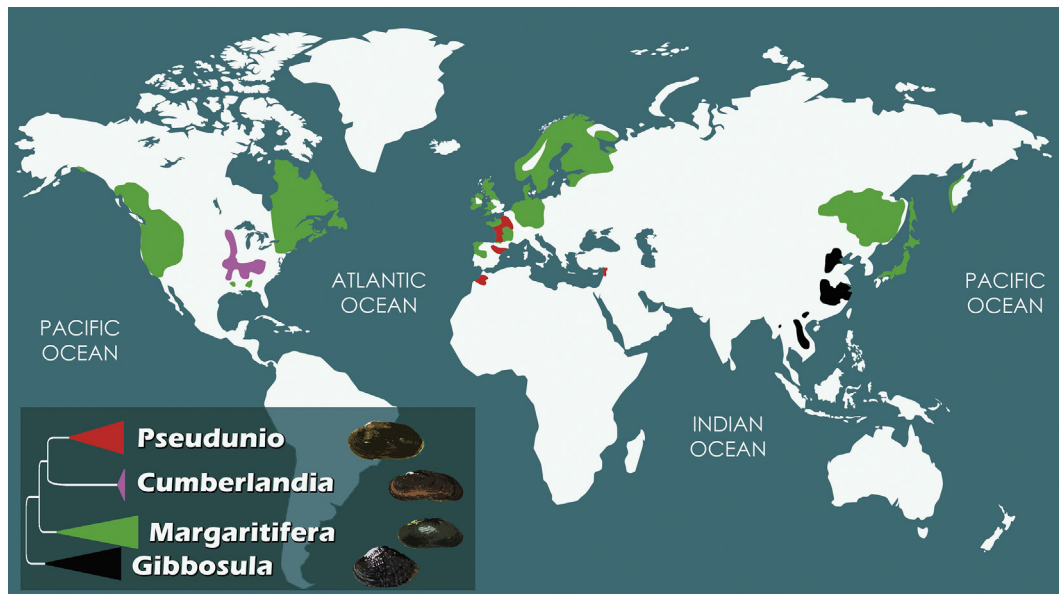 ATLANTIC
OCEAN
PACIFIC
OCEAN
PACIFIC
OCEAN
INDIAN
OCEAN
Pseudunio
Cumberlandia
Margaritifera
Gibbosula